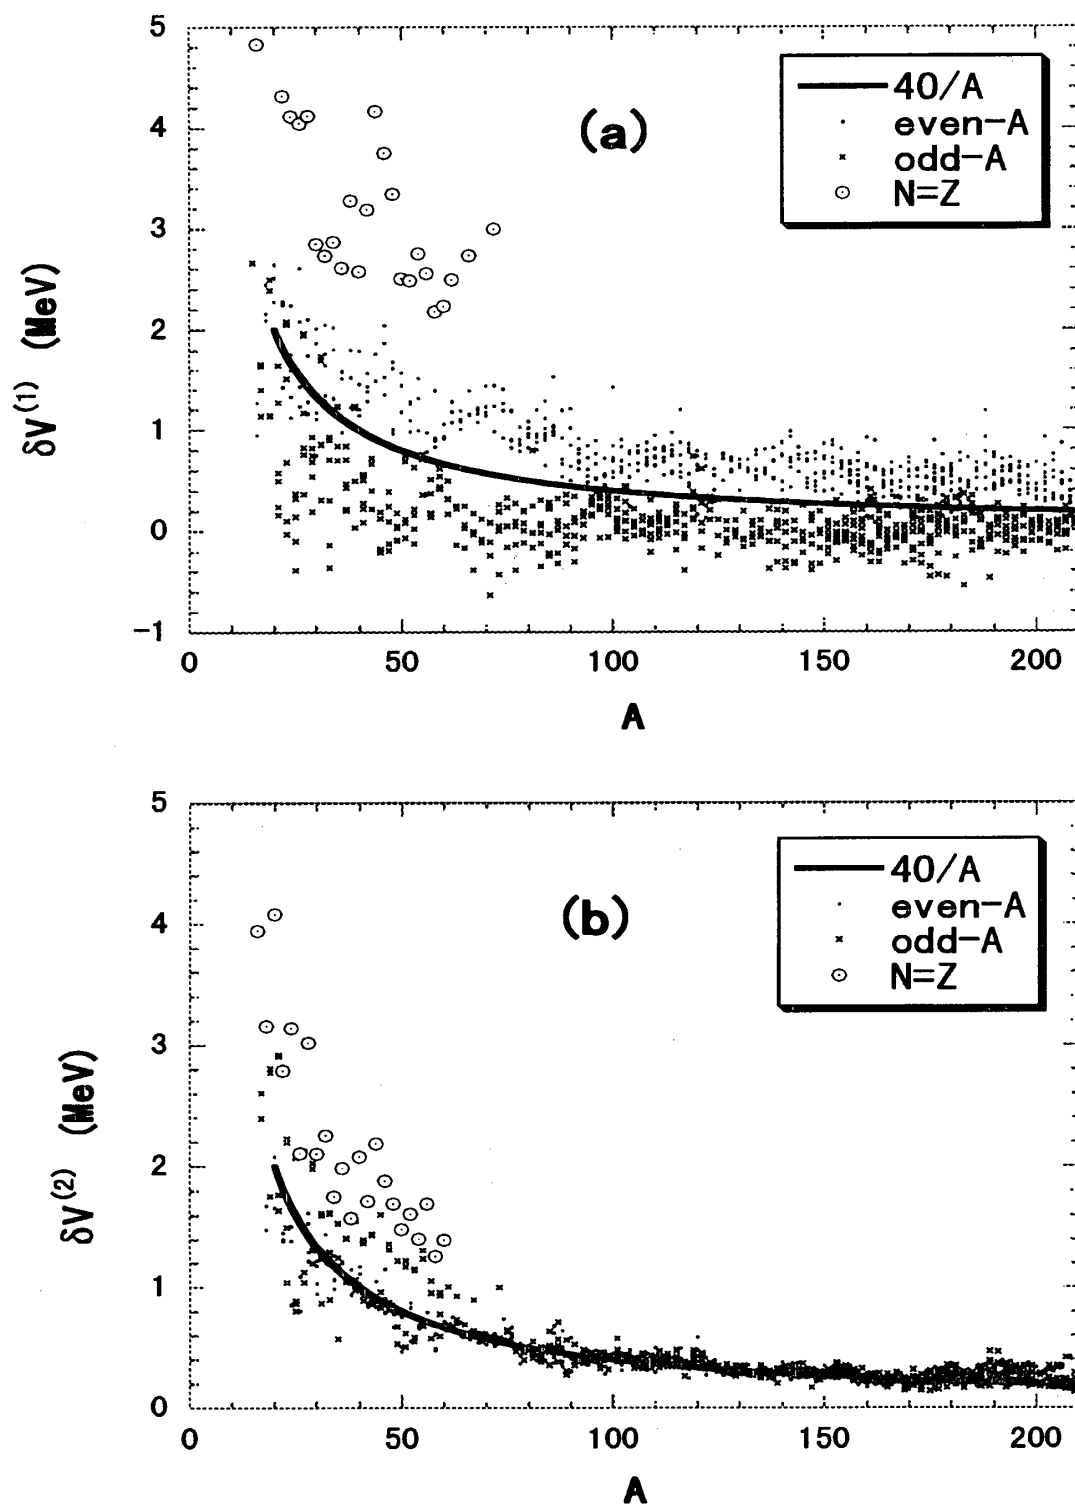 5
4
3
2
1
0
−1
δV(1) (MeV)
(a)
40/A
even−A
odd−A
N=Z
0 50 100 150 200
A
5
4
3
2
1
0
δV(2) (MeV)
(b)
40/A
even−A
odd−A
N=Z
0 50 100 150 200
A